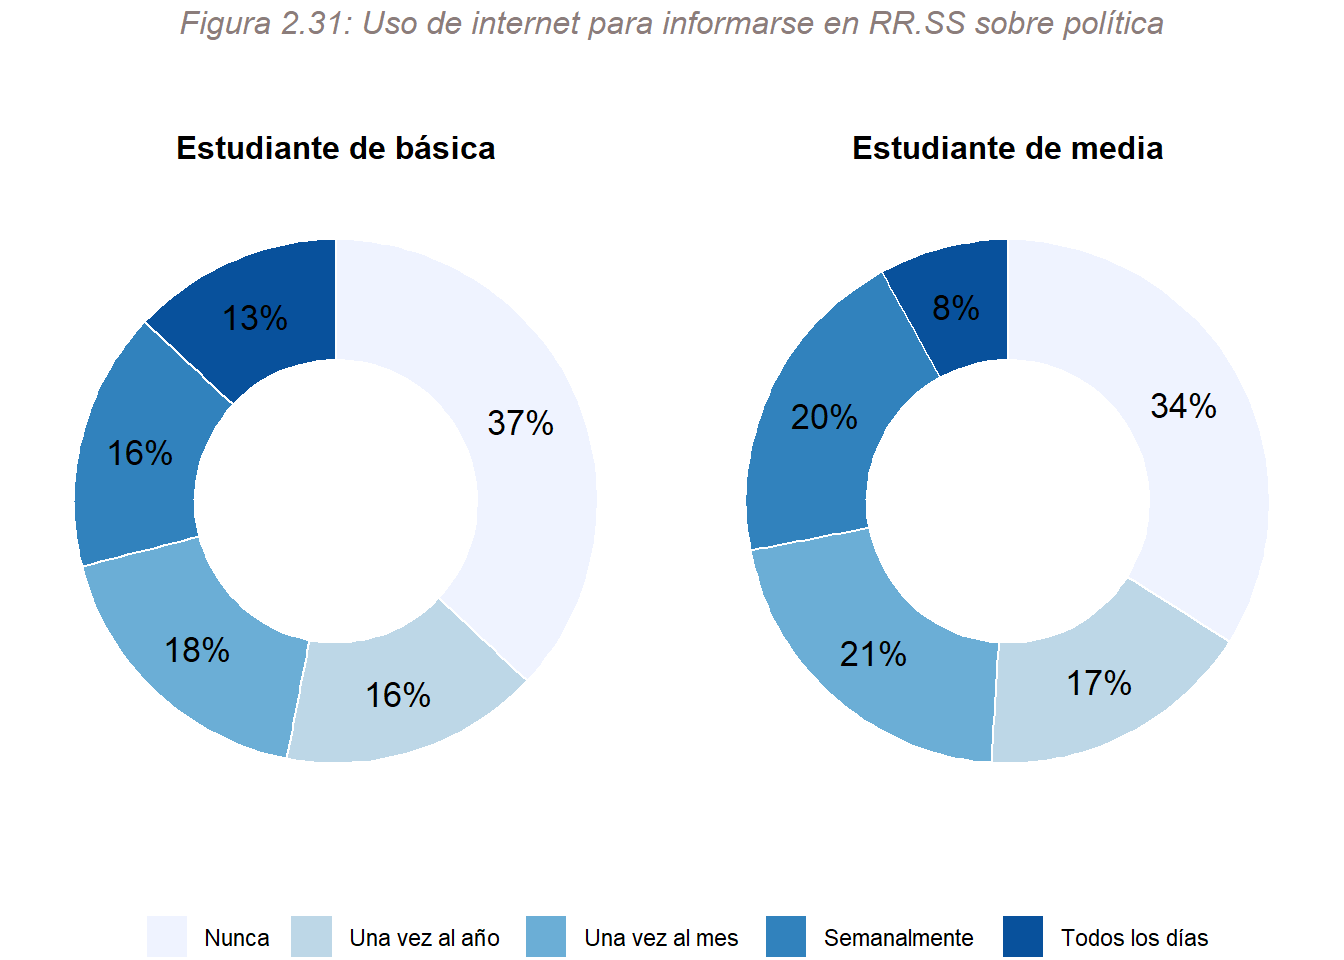 Figura 2.31: Uso de internet para informarse en RR.SS sobre política
Estudiante de básica
Estudiante de media
13%
37%
16%
18%
16%
8%
34%
20%
21%
17%
Nunca
Una vez al año
Una vez al mes
Semanalmente
Todos los días